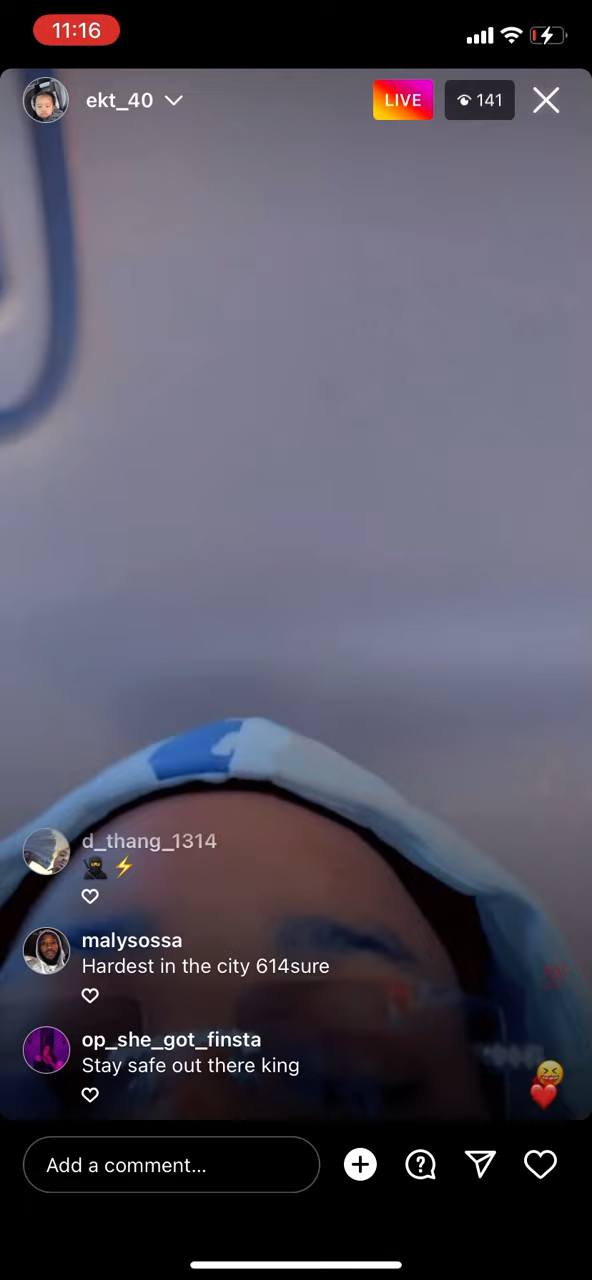 11:16
ekt_40
LIVE
141
d_thang_1314
🥷⚡
malysossa
Hardest in the city 614sure
op_she_got_finsta
Stay safe out there king
Add a comment...